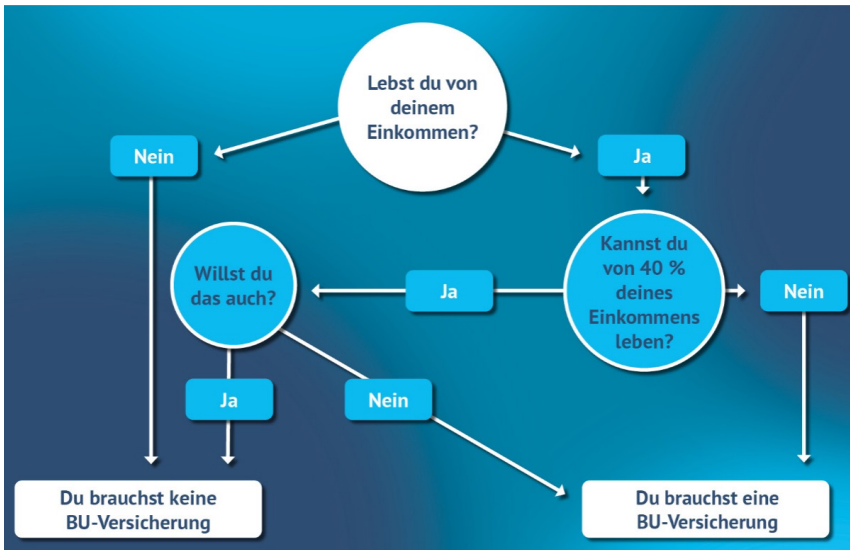 Lebst du von
deinem
Einkommen?
Nein
Ja
Kannst du
von 40 %
deines
Einkommens
leben?
Willst du
das auch?
Ja
Nein
Ja
Nein
Du brauchst keine
BU-Versicherung
Du brauchst eine
BU-Versicherung